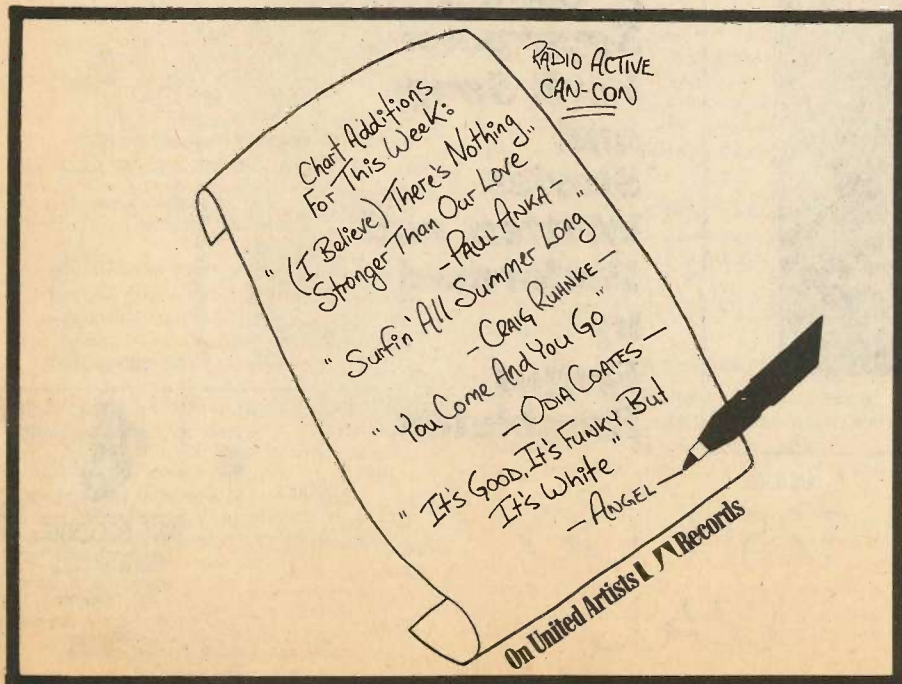 RADIO ACTIVE
CAN-CON
Chart Additions
For This Week:
"(I Believe) There's Nothing
Stronger Than Our Love"
- PAUL ANKA -
"Surfin' All Summer Long"
- CRAIG RUHNKE -
"You Come And You Go"
- ODIA COATES -
"It's GOOD, It's FUNKY, But
It's White"
- ANGEL -
On United Artists UA Records